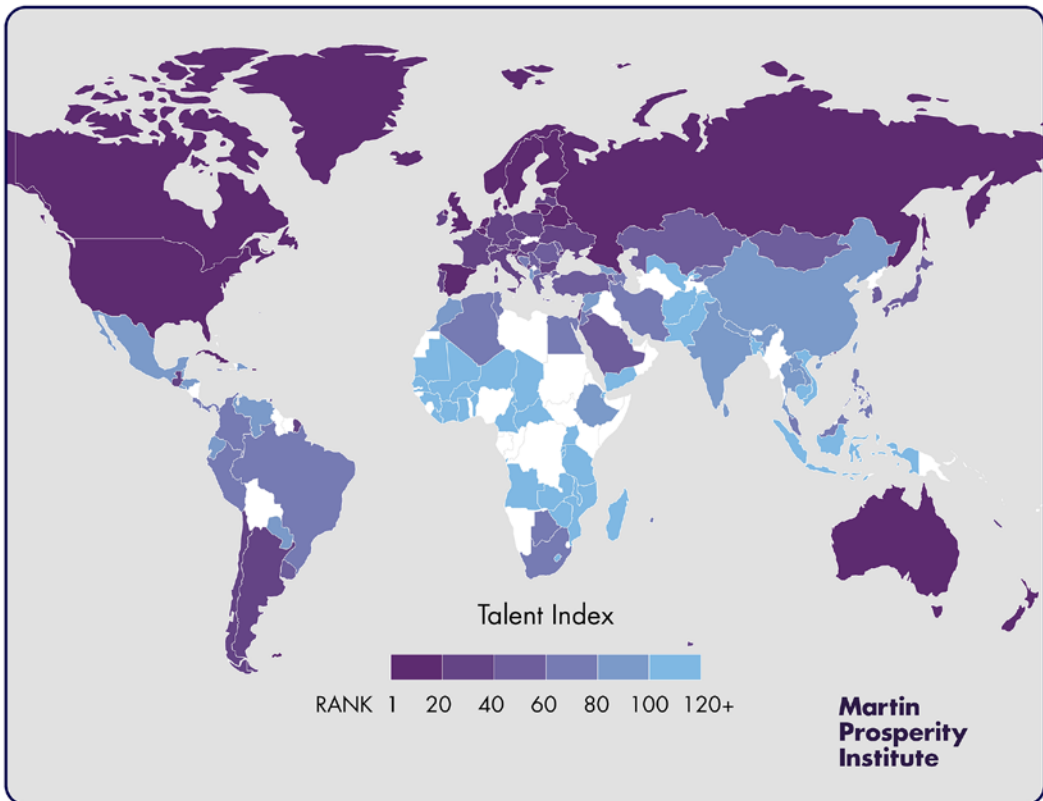 Talent Index
RANK 1 20 40 60 80 100 120+
Martin
Prosperity
Institute